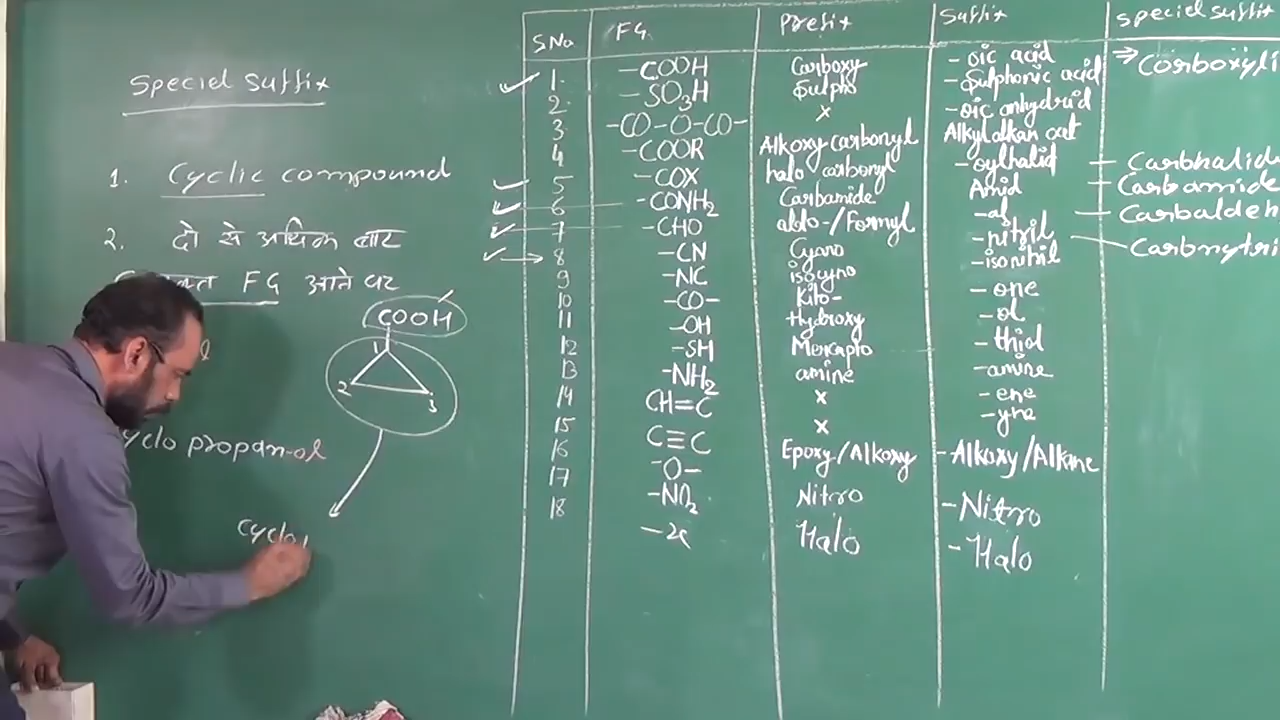 Special Suffix
1. Cyclic compound
2. दो से अधिक बार
FG आने पर
COOH
1
2
3
cyclo propan-ol
Cyclo
S.No FG Prefix Suffix Special suffix
1. -COOH Carboxy -oic acid ⇒ Carboxyli
2. -SO₃H Sulpho -Sulphonic acid
3 -CO-O-CO- x -oic anhydrid
4 -COOR Alkoxy carbonyl Alkylalkan oat
5 -COX halo carbonyl -oylhalid - Carbhalide
6 -CONH₂ Carbamide Amid - Carbamide
7 -CHO aldo-/Formyl -al - Carbaldeh
8 -CN Cyano -nitril - Carbnytri
9 -NC isocyno -isonitril
10 -CO- Kito- -one
11 -OH Hydroxy -ol
12 -SH Mercapto -thiol
13 -NH₂ amine -amine
14 CH=C x -ene
15 C≡C x -yne
16 -O- Epoxy/Alkoxy -Alkoxy/Alkane
17 -NO₂ Nitro -Nitro
18 Halo -Halo